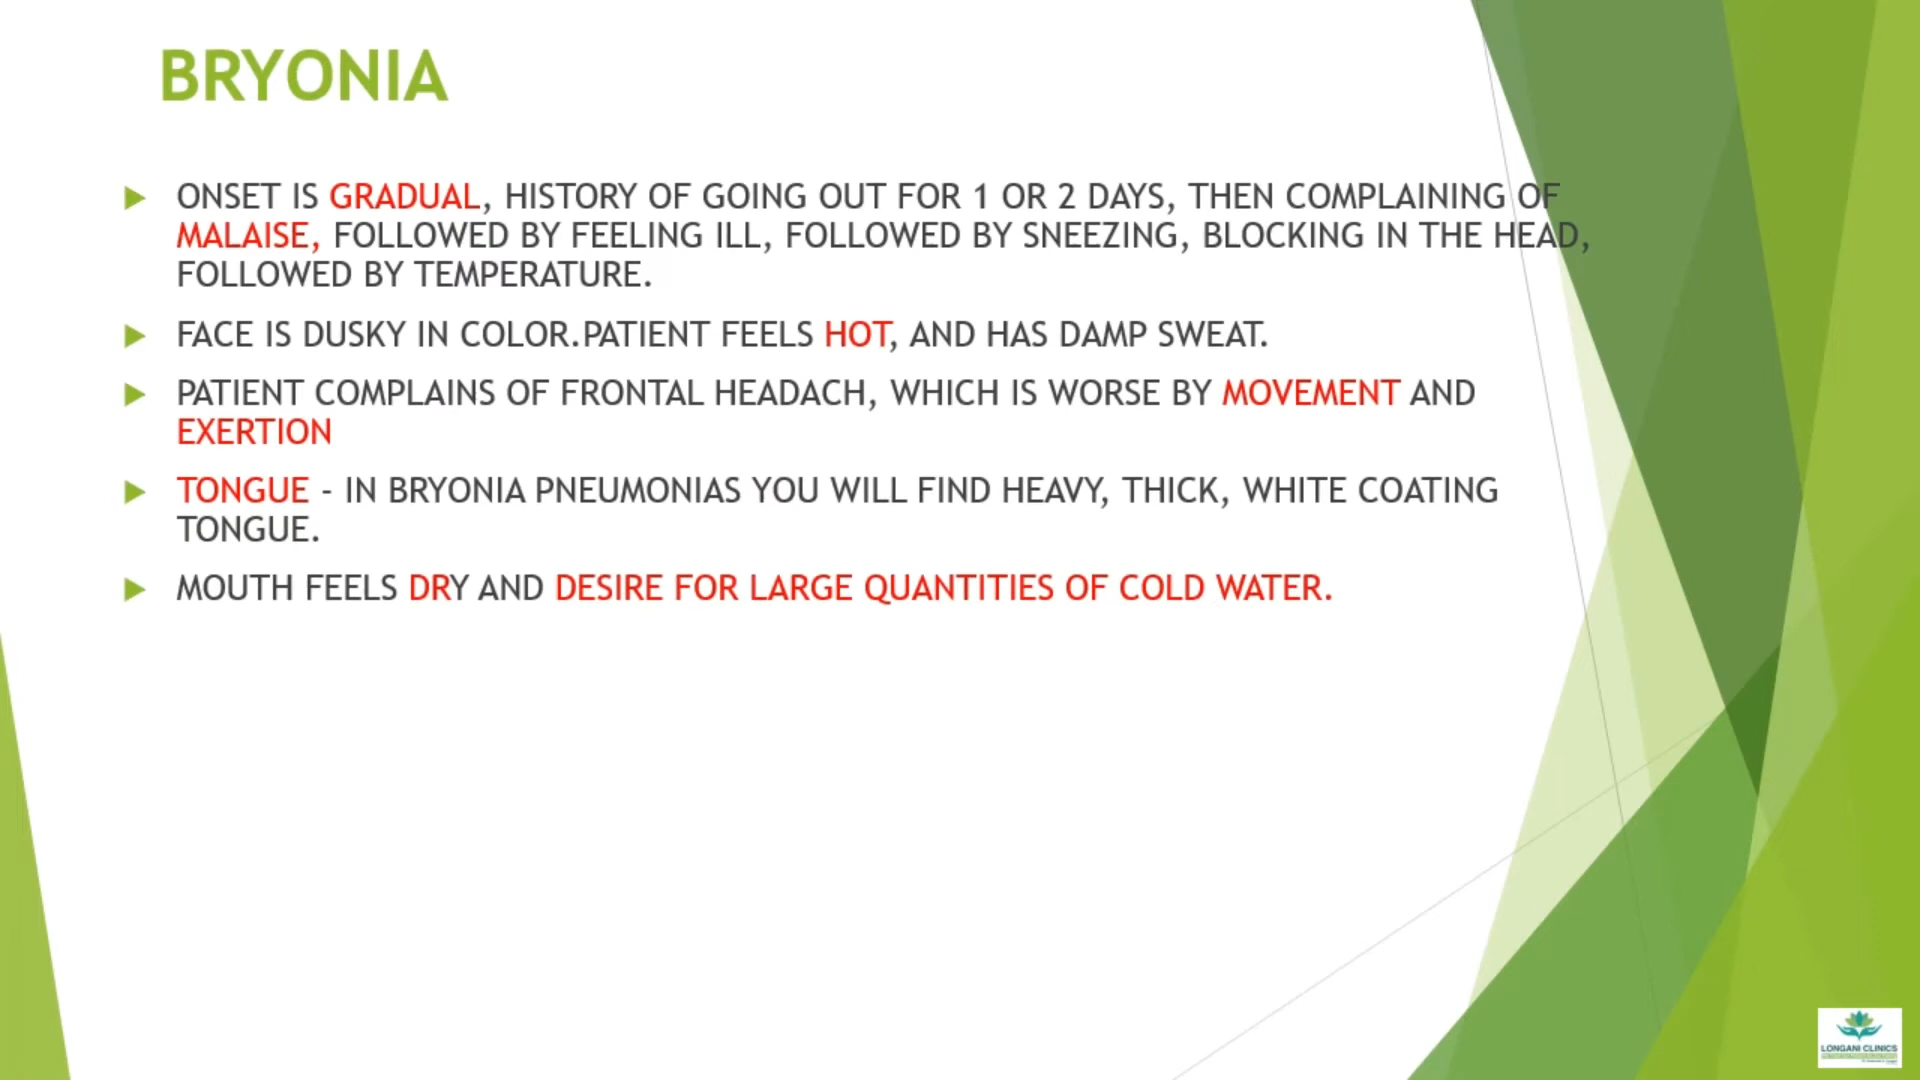 BRYONIA
ONSET IS GRADUAL, HISTORY OF GOING OUT FOR 1 OR 2 DAYS, THEN COMPLAINING OF
MALAISE, FOLLOWED BY FEELING ILL, FOLLOWED BY SNEEZING, BLOCKING IN THE HEAD,
FOLLOWED BY TEMPERATURE.
FACE IS DUSKY IN COLOR.PATIENT FEELS HOT, AND HAS DAMP SWEAT.
PATIENT COMPLAINS OF FRONTAL HEADACH, WHICH IS WORSE BY MOVEMENT AND
EXERTION
TONGUE - IN BRYONIA PNEUMONIAS YOU WILL FIND HEAVY, THICK, WHITE COATING
TONGUE.
MOUTH FEELS DRY AND DESIRE FOR LARGE QUANTITIES OF COLD WATER.
LONGANI CLINICS